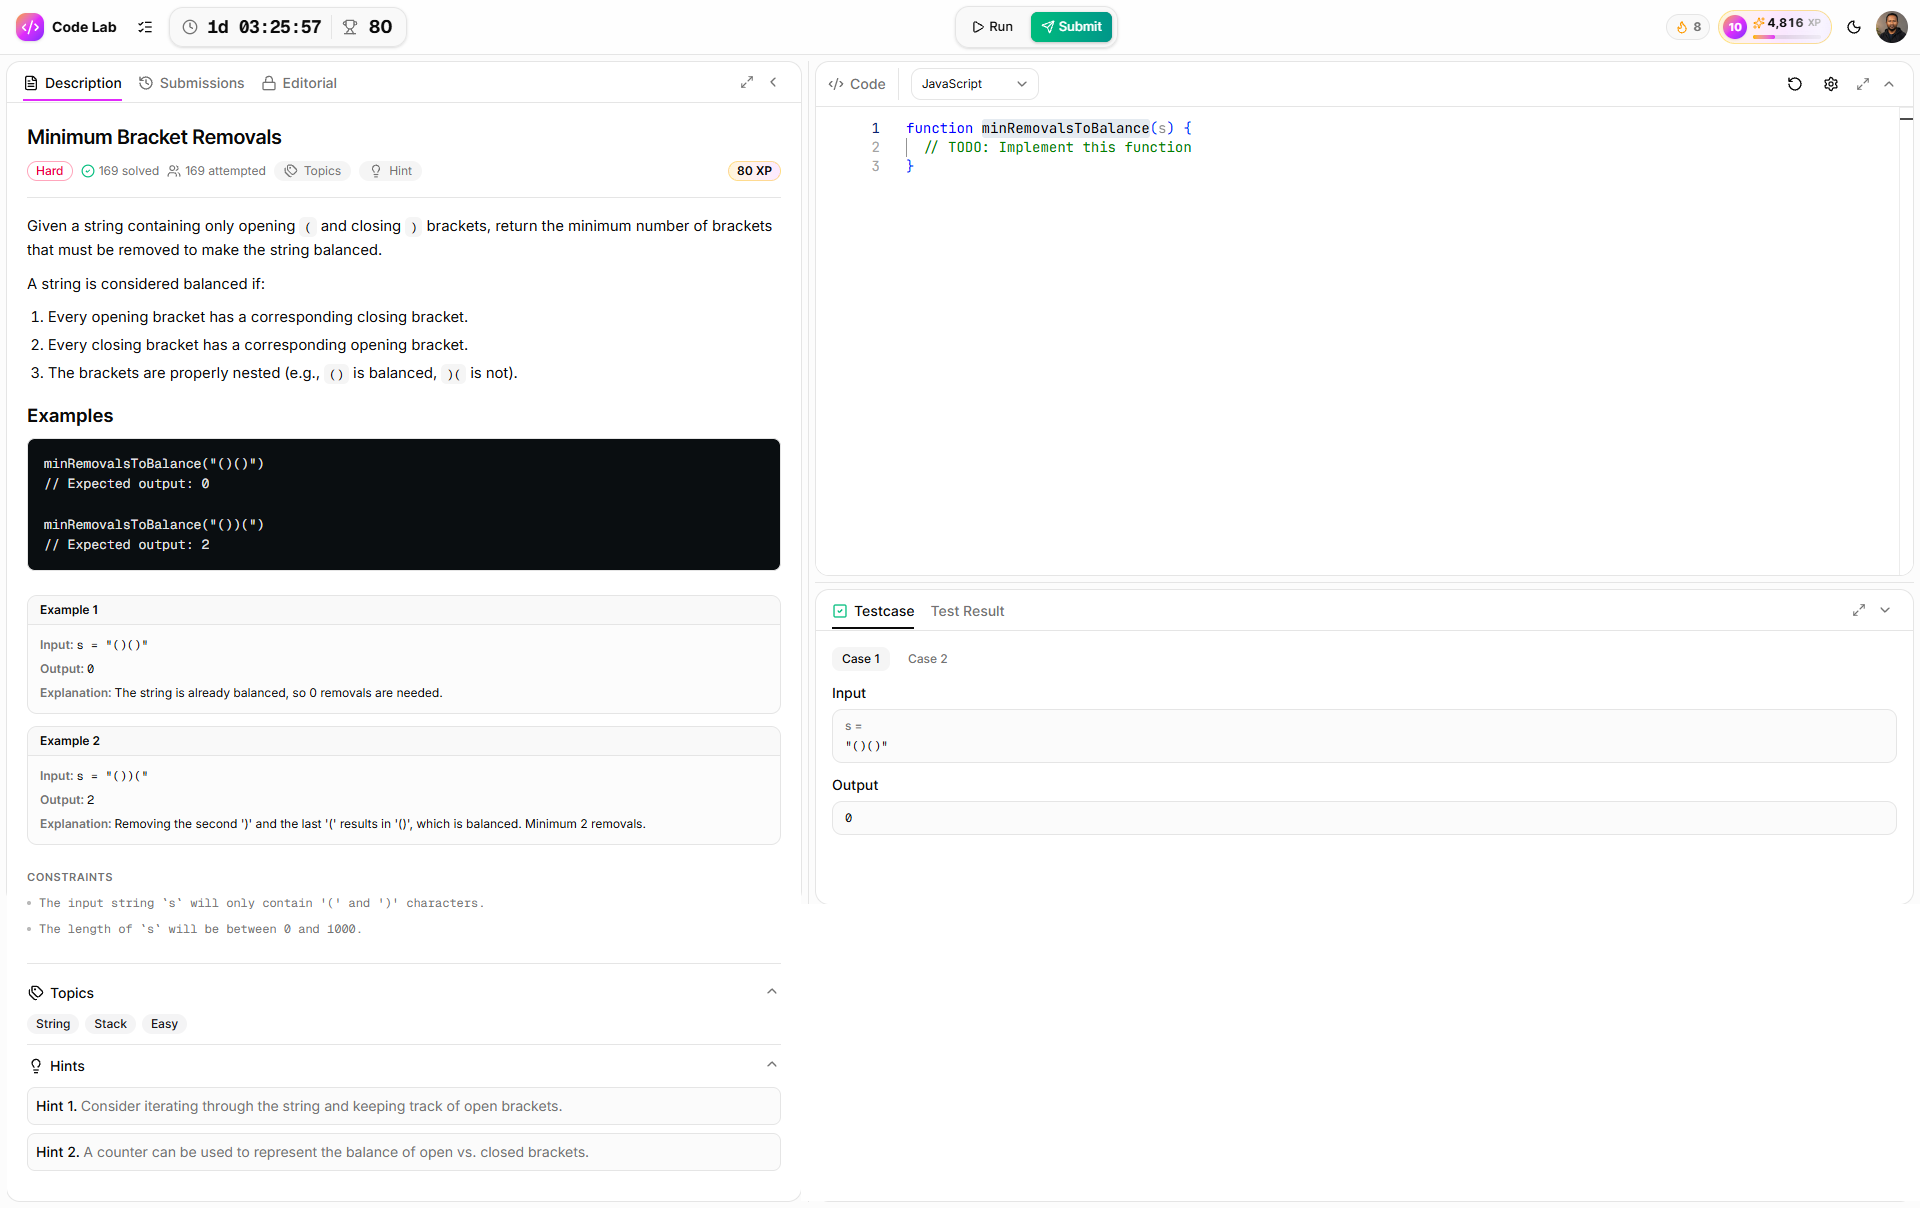 Code Lab
1d 03:25:57
80
Run
Submit
8
10
4,816 XP
Description
Submissions
Editorial
Minimum Bracket Removals
Hard
169 solved
169 attempted
Topics
Hint
80 XP
Given a string containing only opening ( and closing ) brackets, return the minimum number of brackets
that must be removed to make the string balanced.
A string is considered balanced if:
1. Every opening bracket has a corresponding closing bracket.
2. Every closing bracket has a corresponding opening bracket.
3. The brackets are properly nested (e.g., () is balanced, )( is not).
Examples
minRemovalsToBalance("()()")
// Expected output: 0
minRemovalsToBalance("())(")
// Expected output: 2
Example 1
Input: s = "()()"
Output: 0
Explanation: The string is already balanced, so 0 removals are needed.
Example 2
Input: s = "())("
Output: 2
Explanation: Removing the second ')' and the last '(' results in '()', which is balanced. Minimum 2 removals.
CONSTRAINTS
• The input string `s` will only contain '(' and ')' characters.
• The length of `s` will be between 0 and 1000.
Topics
String
Stack
Easy
Hints
Hint 1. Consider iterating through the string and keeping track of open brackets.
Hint 2. A counter can be used to represent the balance of open vs. closed brackets.
</> Code
JavaScript
1 function minRemovalsToBalance(s) {
2 // TODO: Implement this function
3 }
Testcase
Test Result
Case 1
Case 2
Input
s =
"()()"
Output
0